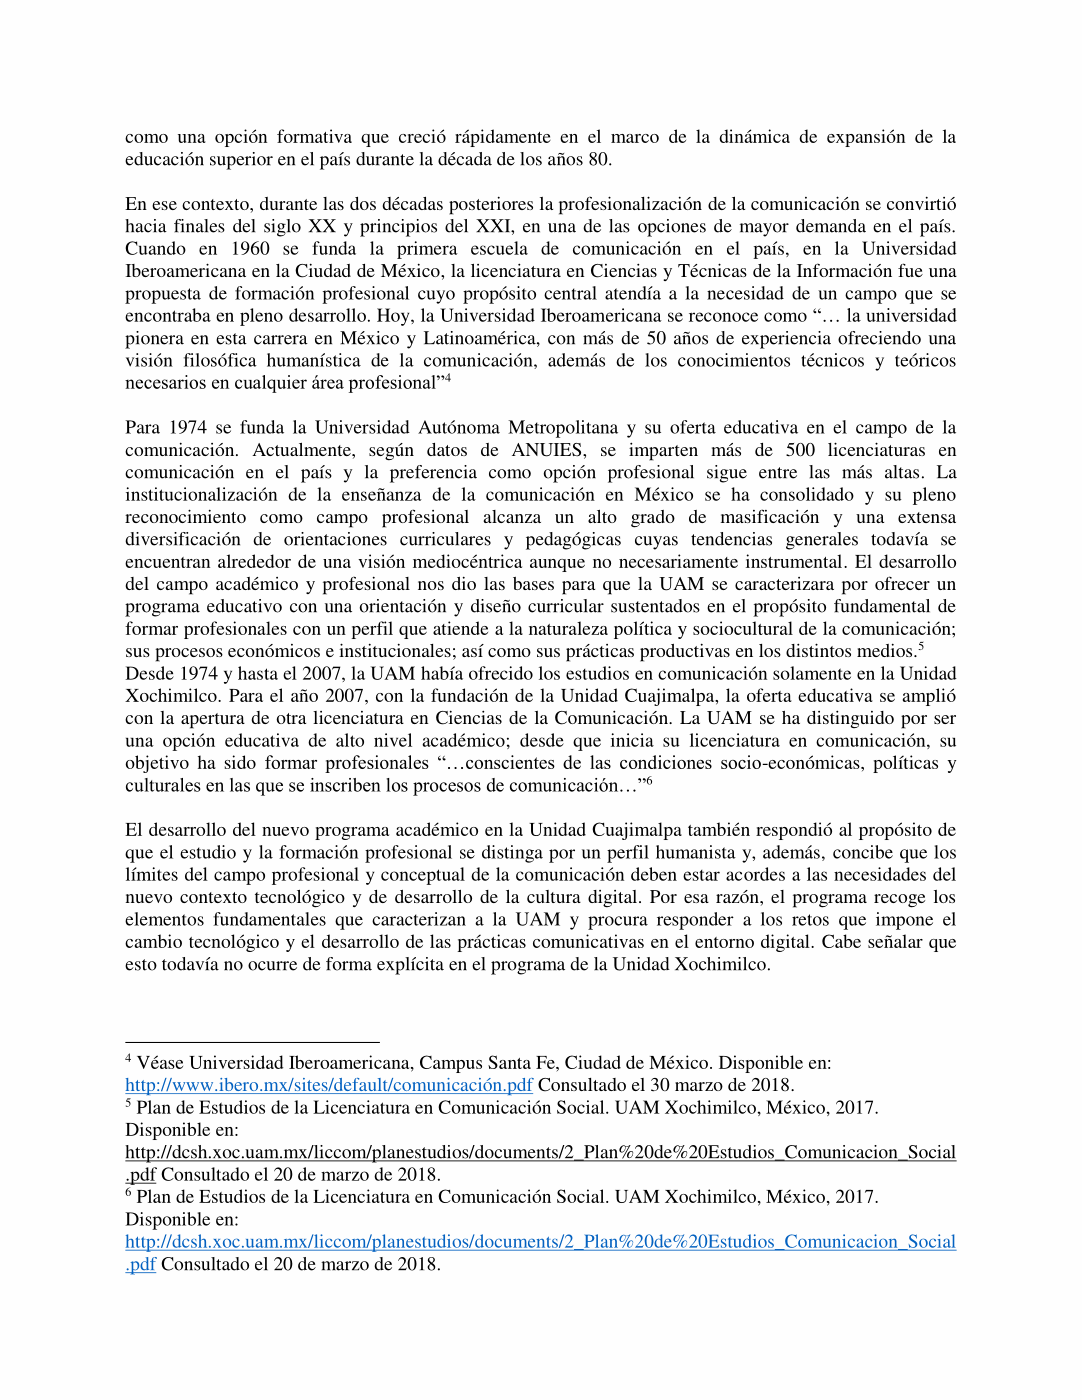 como una opción formativa que creció rápidamente en el marco de la dinámica de expansión de la
educación superior en el país durante la década de los años 80.
En ese contexto, durante las dos décadas posteriores la profesionalización de la comunicación se convirtió
hacia finales del siglo XX y principios del XXI, en una de las opciones de mayor demanda en el país.
Cuando en 1960 se funda la primera escuela de comunicación en el país, en la Universidad
Iberoamericana en la Ciudad de México, la licenciatura en Ciencias y Técnicas de la Información fue una
propuesta de formación profesional cuyo propósito central atendía a la necesidad de un campo que se
encontraba en pleno desarrollo. Hoy, la Universidad Iberoamericana se reconoce como “… la universidad
pionera en esta carrera en México y Latinoamérica, con más de 50 años de experiencia ofreciendo una
visión filosófica humanística de la comunicación, además de los conocimientos técnicos y teóricos
necesarios en cualquier área profesional”4
Para 1974 se funda la Universidad Autónoma Metropolitana y su oferta educativa en el campo de la
comunicación. Actualmente, según datos de ANUIES, se imparten más de 500 licenciaturas en
comunicación en el país y la preferencia como opción profesional sigue entre las más altas. La
institucionalización de la enseñanza de la comunicación en México se ha consolidado y su pleno
reconocimiento como campo profesional alcanza un alto grado de masificación y una extensa
diversificación de orientaciones curriculares y pedagógicas cuyas tendencias generales todavía se
encuentran alrededor de una visión mediocéntrica aunque no necesariamente instrumental. El desarrollo
del campo académico y profesional nos dio las bases para que la UAM se caracterizara por ofrecer un
programa educativo con una orientación y diseño curricular sustentados en el propósito fundamental de
formar profesionales con un perfil que atiende a la naturaleza política y sociocultural de la comunicación;
sus procesos económicos e institucionales; así como sus prácticas productivas en los distintos medios.5
Desde 1974 y hasta el 2007, la UAM había ofrecido los estudios en comunicación solamente en la Unidad
Xochimilco. Para el año 2007, con la fundación de la Unidad Cuajimalpa, la oferta educativa se amplió
con la apertura de otra licenciatura en Ciencias de la Comunicación. La UAM se ha distinguido por ser
una opción educativa de alto nivel académico; desde que inicia su licenciatura en comunicación, su
objetivo ha sido formar profesionales “…conscientes de las condiciones socio-económicas, políticas y
culturales en las que se inscriben los procesos de comunicación…”6
El desarrollo del nuevo programa académico en la Unidad Cuajimalpa también respondió al propósito de
que el estudio y la formación profesional se distinga por un perfil humanista y, además, concibe que los
límites del campo profesional y conceptual de la comunicación deben estar acordes a las necesidades del
nuevo contexto tecnológico y de desarrollo de la cultura digital. Por esa razón, el programa recoge los
elementos fundamentales que caracterizan a la UAM y procura responder a los retos que impone el
cambio tecnológico y el desarrollo de las prácticas comunicativas en el entorno digital. Cabe señalar que
esto todavía no ocurre de forma explícita en el programa de la Unidad Xochimilco.
4 Véase Universidad Iberoamericana, Campus Santa Fe, Ciudad de México. Disponible en:
http://www.ibero.mx/sites/default/comunicación.pdf Consultado el 30 marzo de 2018.
5 Plan de Estudios de la Licenciatura en Comunicación Social. UAM Xochimilco, México, 2017.
Disponible en:
http://dcsh.xoc.uam.mx/liccom/planestudios/documents/2_Plan%20de%20Estudios_Comunicacion_Social
.pdf Consultado el 20 de marzo de 2018.
6 Plan de Estudios de la Licenciatura en Comunicación Social. UAM Xochimilco, México, 2017.
Disponible en:
http://dcsh.xoc.uam.mx/liccom/planestudios/documents/2_Plan%20de%20Estudios_Comunicacion_Social
.pdf Consultado el 20 de marzo de 2018.